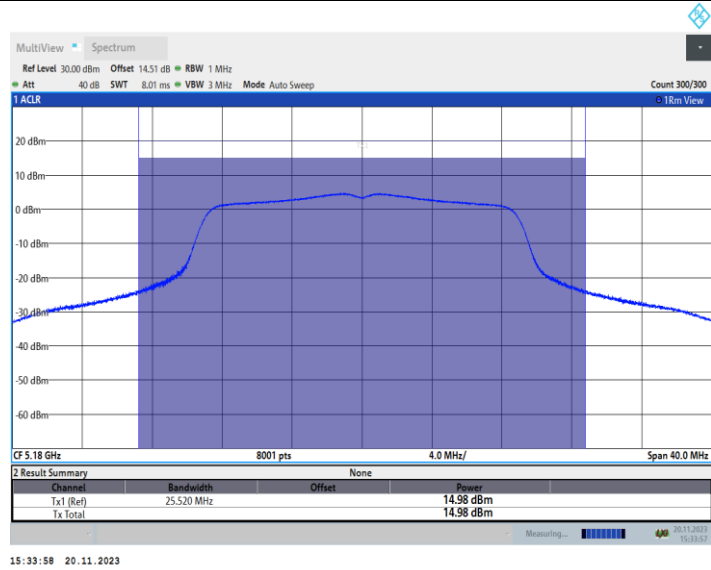 MultiView Spectrum
Ref Level 30.00 dBm Offset 14.51 dB RBW 1 MHz
Att 40 dB SWT 8.01 ms VBW 3 MHz Mode Auto Sweep Count 300/300
1 ACLR 1Rm View
20 dBm
10 dBm
0 dBm
-10 dBm
-20 dBm
-30 dBm
-40 dBm
-50 dBm
-60 dBm
CF 5.18 GHz 8001 pts 4.0 MHz/ Span 40.0 MHz
2 Result Summary None
Channel Bandwidth Offset Power
Tx1 (Ref) 25.520 MHz 14.98 dBm
Tx Total 14.98 dBm
Measuring... 20.11.2023
15:33:57
15:33:58 20.11.2023